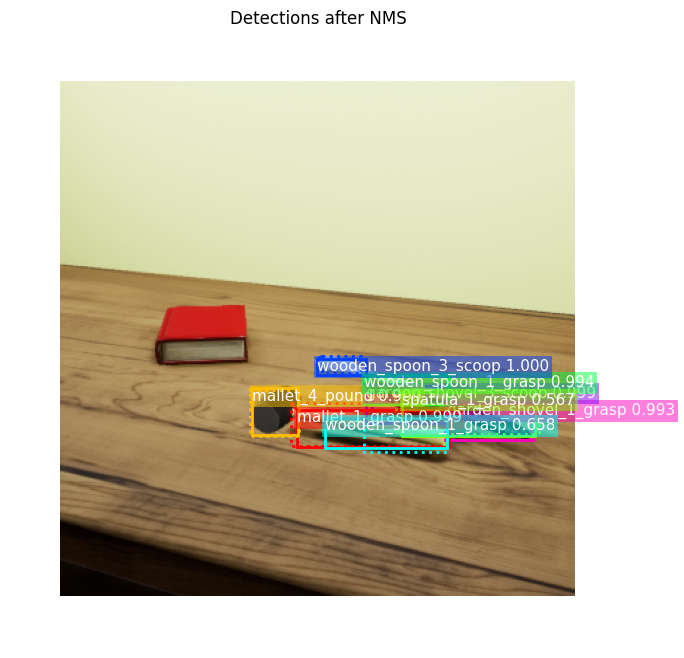 Detections after NMS
wooden_spoon_3_scoop 1.000
wooden_spoon_1_grasp 0.994
spatula_1_grasp 0.567
mallet_4_pound
shovel_1_grasp 0.993
mallet_1_grasp 0.999
wooden_spoon_1_grasp 0.658